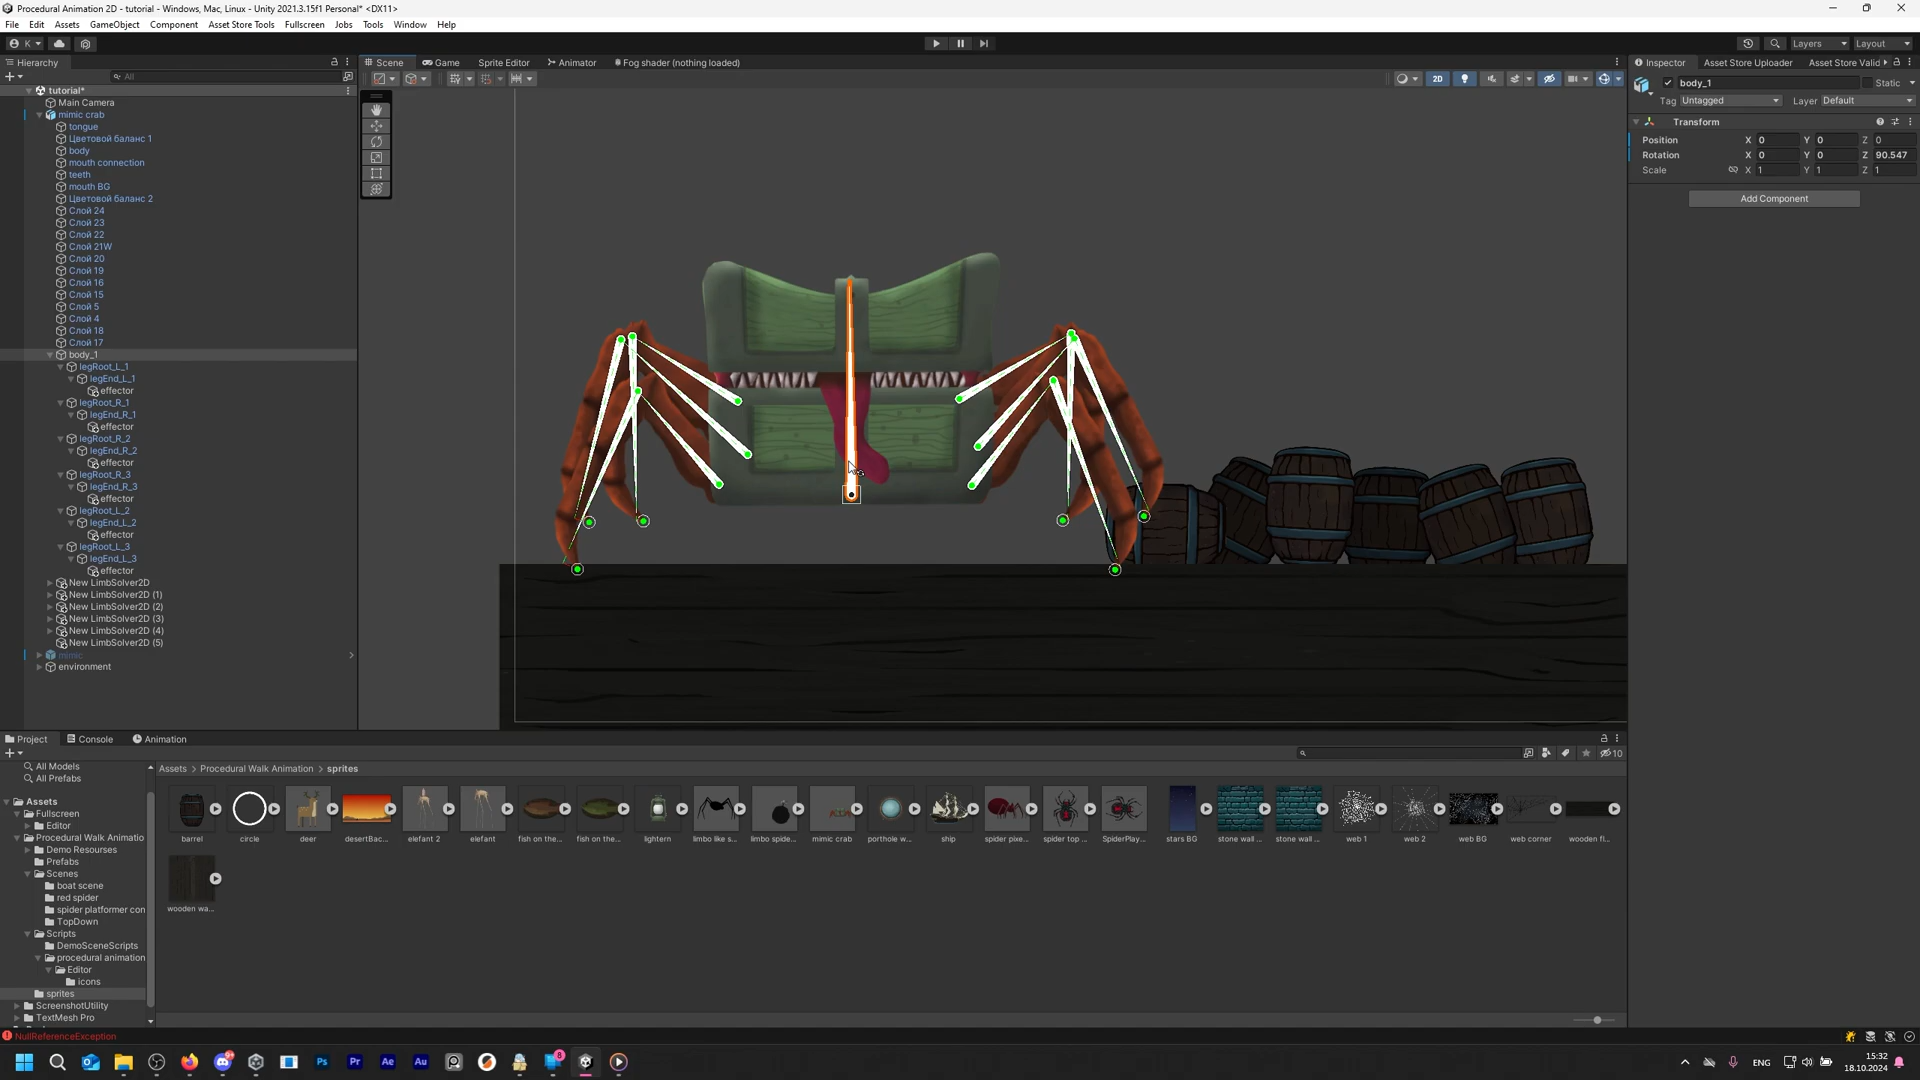 Procedural Animation 2D - tutorial - Windows, Mac, Linux - Unity 2021.3.15f1 Personal* <DX11>
File Edit Assets GameObject Component Asset Store Tools Fullscreen Jobs Tools Window Help
K Layers Layout
Hierarchy
All
Scene Game Sprite Editor Animator Fog shader (nothing loaded)
2D
tutorial*
Main Camera
mimic crab
tongue
Цветовой баланс 1
body
mouth connection
teeth
mouth BG
Цветовой баланс 2
Слой 24
Слой 23
Слой 22
Слой 21W
Слой 20
Слой 19
Слой 16
Слой 15
Слой 5
Слой 4
Слой 18
Слой 17
body_1
legRoot_L_1
legEnd_L_1
effector
legRoot_R_1
legEnd_R_1
effector
legRoot_R_2
legEnd_R_2
effector
legRoot_R_3
legEnd_R_3
effector
legRoot_L_2
legEnd_L_2
effector
legRoot_L_3
legEnd_L_3
effector
New LimbSolver2D
New LimbSolver2D (1)
New LimbSolver2D (2)
New LimbSolver2D (3)
New LimbSolver2D (4)
New LimbSolver2D (5)
mimic
environment
Inspector Asset Store Uploader Asset Store Valid
body_1 Static
Tag Untagged Layer Default
Transform
Position X 0 Y 0 Z 0
Rotation X 0 Y 0 Z 90.547
Scale X 1 Y 1 Z 1
Add Component
Project Console Animation
10
All Models
All Prefabs
Assets
Fullscreen
Editor
Procedural Walk Animatio
Demo Resourses
Prefabs
Scenes
boat scene
red spider
spider platformer con
TopDown
Scripts
DemoSceneScripts
procedural animation
Editor
icons
sprites
ScreenshotUtility
TextMesh Pro
Assets > Procedural Walk Animation > sprites
barrel circle deer desertBac... elefant 2 elefant fish on the... fish on the... lightern limbo like s... limbo spide... mimic crab porthole w... ship spider pixe... spider top ... SpiderPlay... stars BG stone wall ... stone wall ... web 1 web 2 web BG web corner wooden fl...
wooden wa...
NullReferenceException
Ps Pr Ae Au
ENG
15:32
18.10.2024